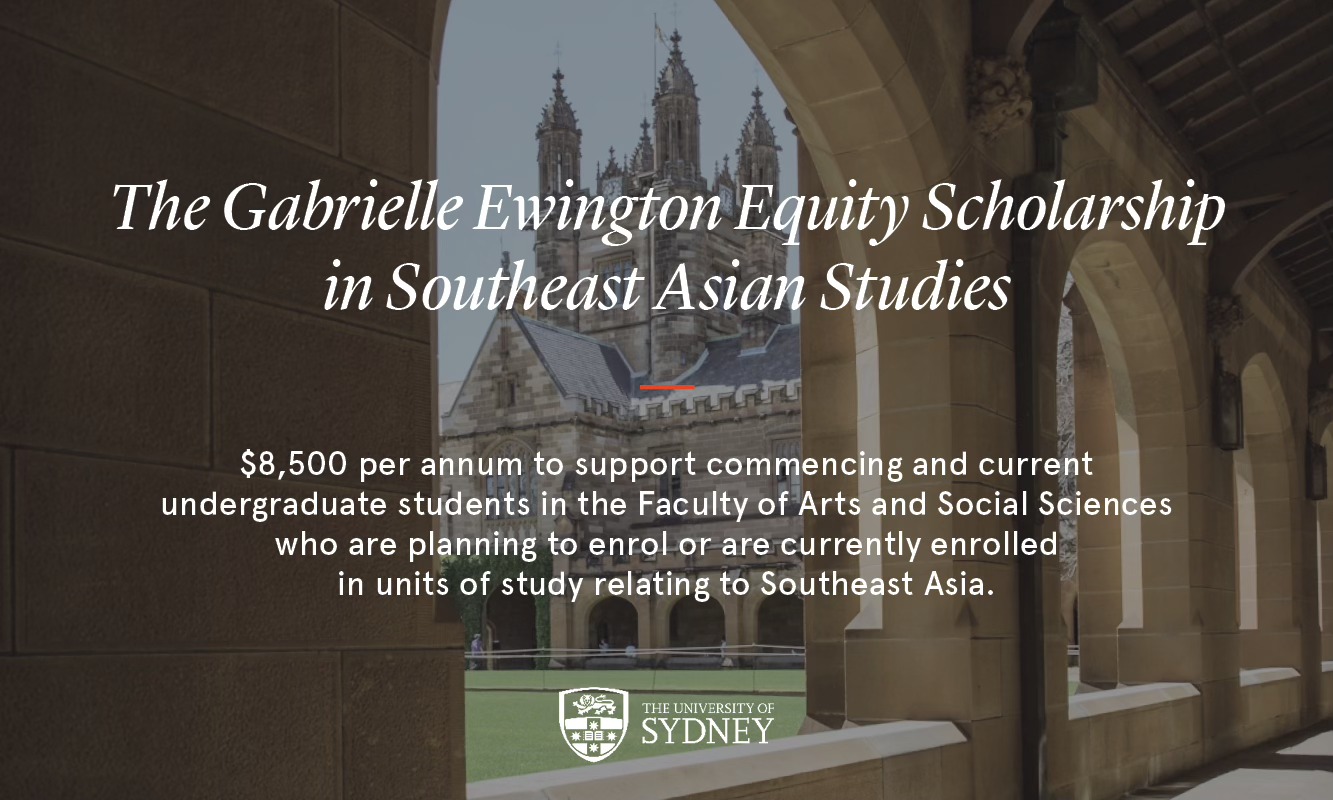 The Gabrielle Ewington Equity Scholarship
in Southeast Asian Studies
$8,500 per annum to support commencing and current
undergraduate students in the Faculty of Arts and Social Sciences
who are planning to enrol or are currently enrolled
in units of study relating to Southeast Asia.
THE UNIVERSITY OF
SYDNEY